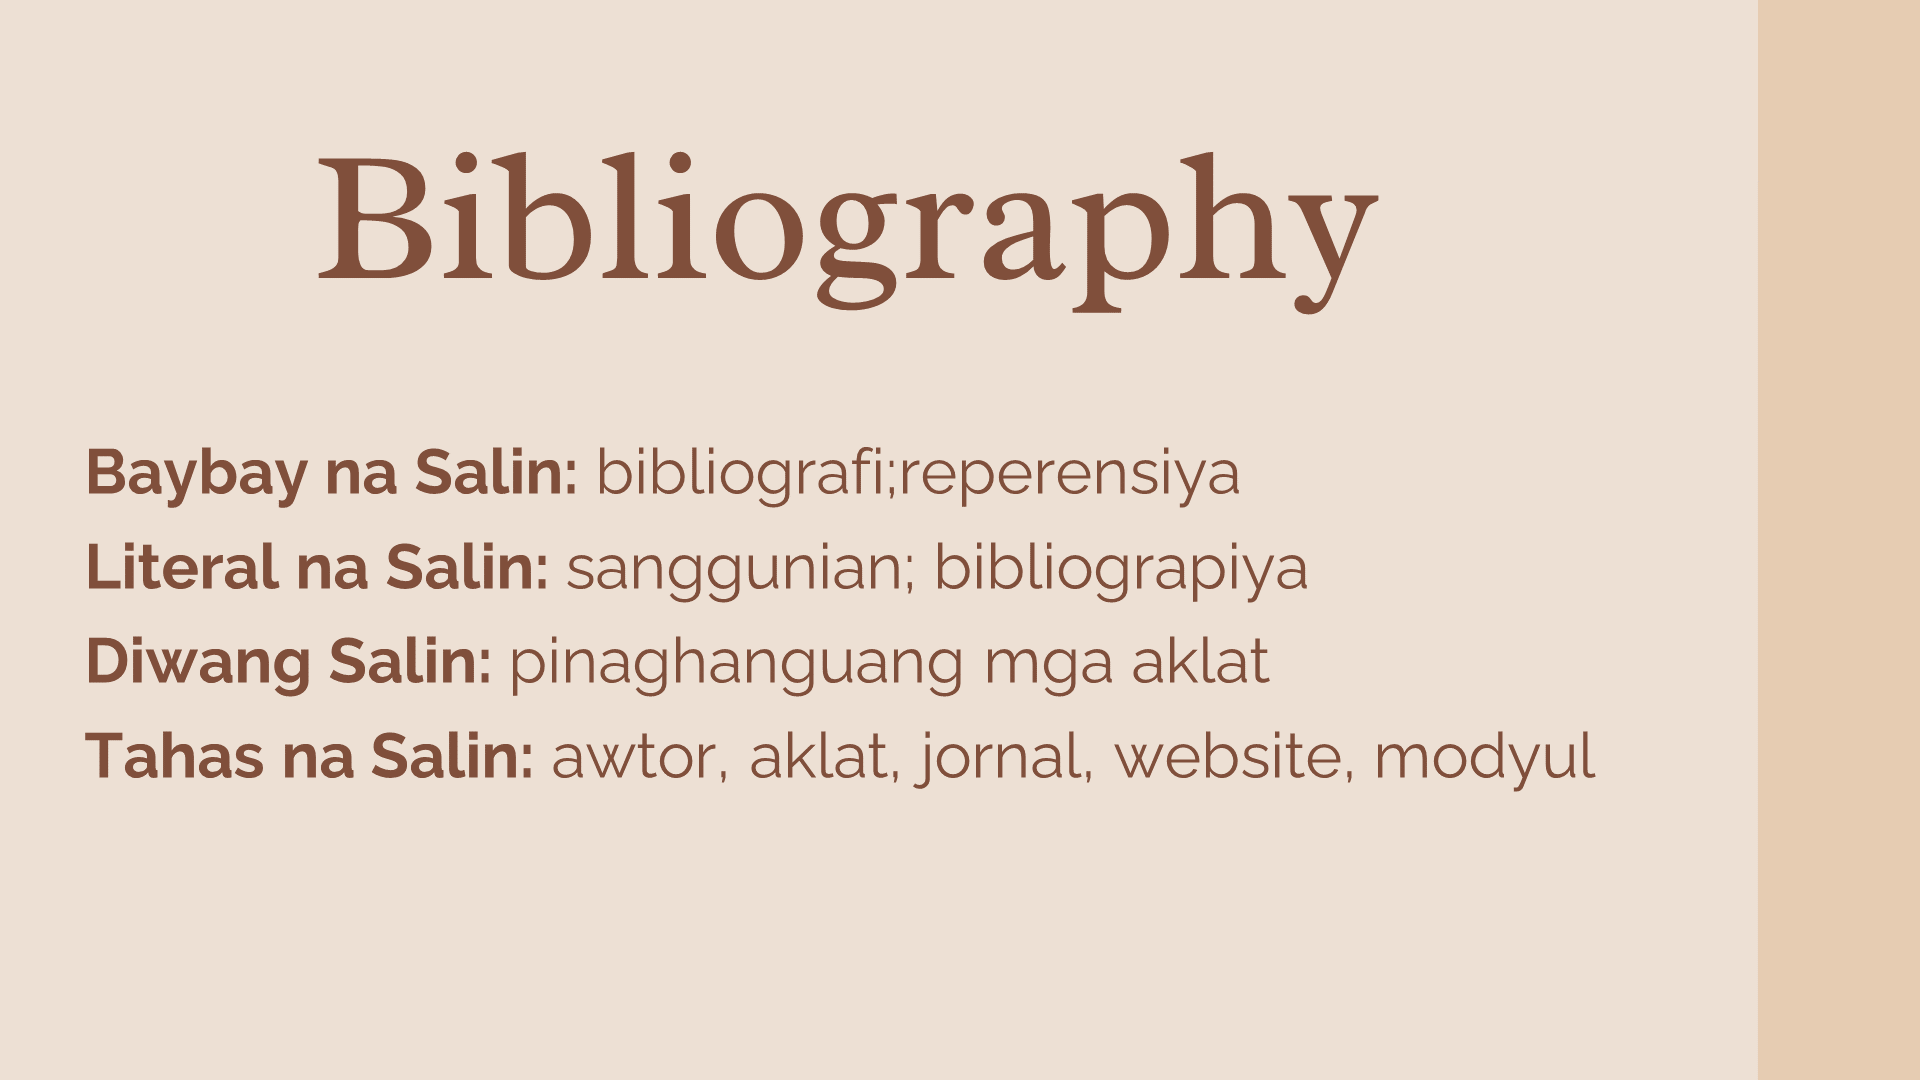 Bibliography
Baybay na Salin: bibliografi;reperensiya
Literal na Salin: sanggunian; bibliograpiya
Diwang Salin: pinaghanguang mga aklat
Tahas na Salin: awtor, aklat, jornal, website, modyul